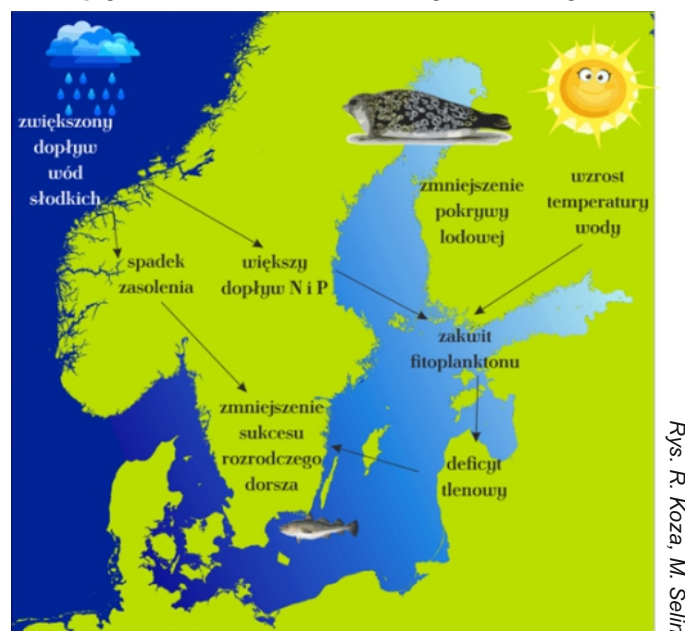 zwiększony
dopływ
wód
słodkich
zmniejszenie
pokrywy
lodowej
wzrost
temperatury
wody
spadek
zasolenia
większy
dopływ N i P
zakwit
fitoplanktonu
zmniejszenie
sukcesu
rozrodczego
dorsza
deficyt
tlenowy
Rys. R. Koza, M. Selin